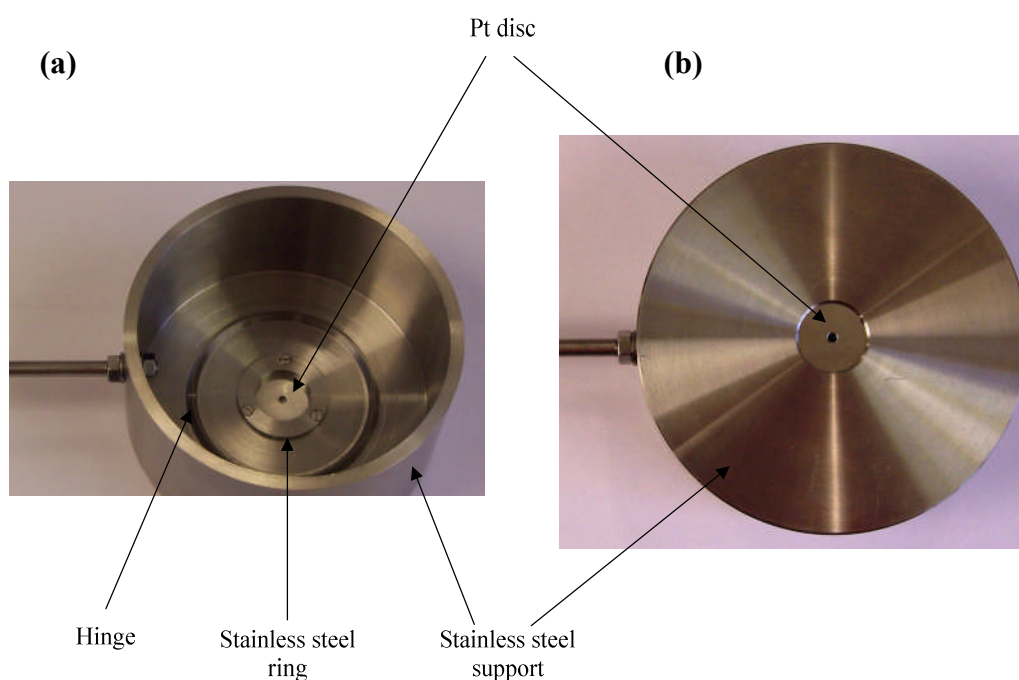 Pt disc
(a)
(b)
Hinge
Stainless steel
ring
Stainless steel
support